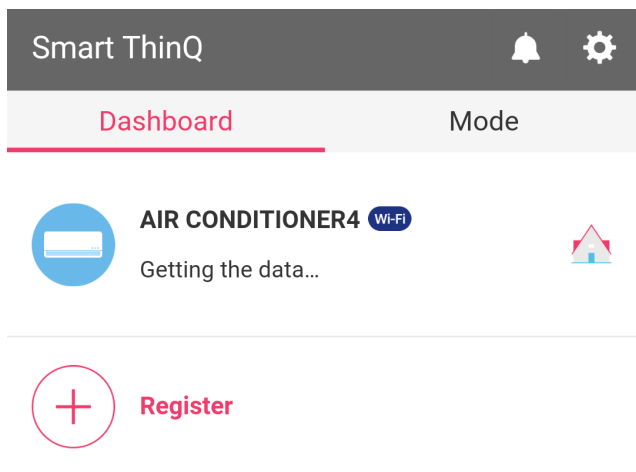 Smart ThinQ
Dashboard Mode
AIR CONDITIONER4 Wi-Fi
Getting the data...
Register